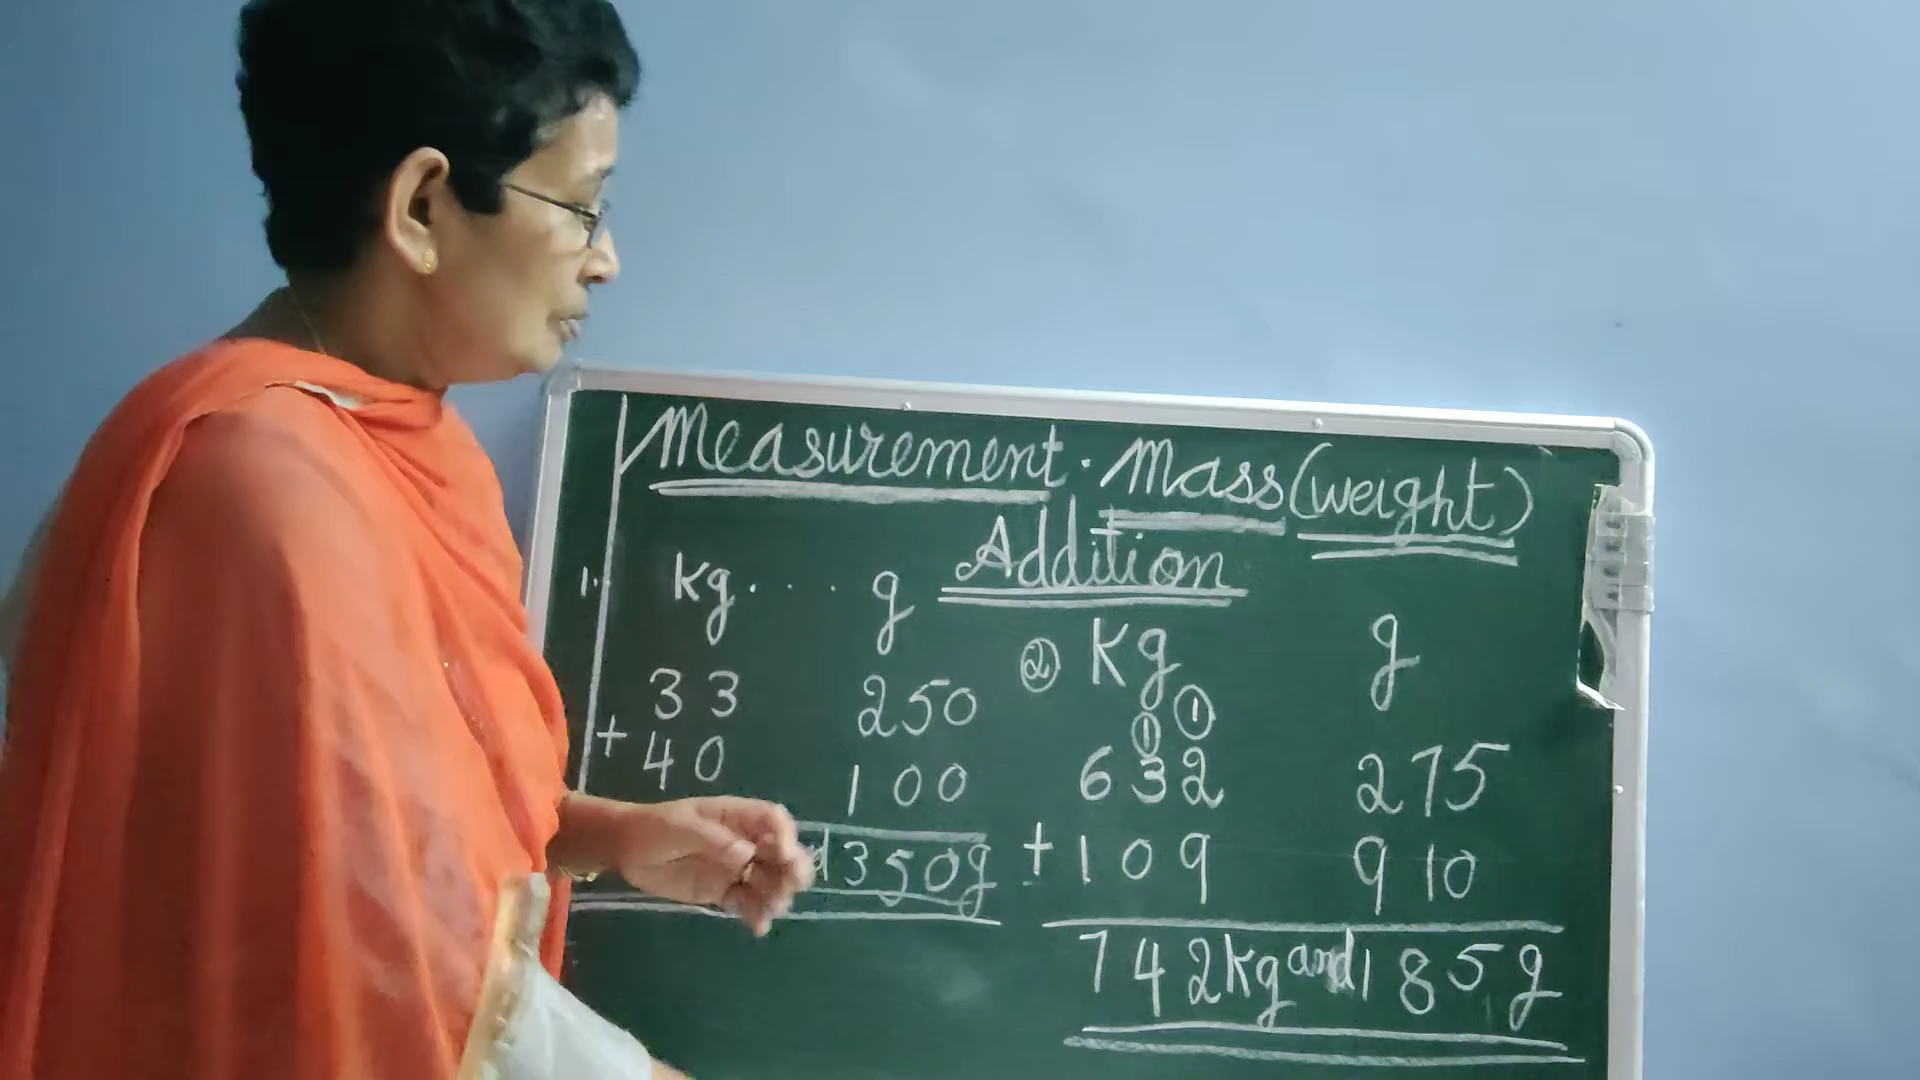 Measurement. Mass (weight)
Addition
1. kg . . . . g
33 250
+ 40 100
350g
② kg g
① ①
632 275
+ 109 910
742kg and 185g